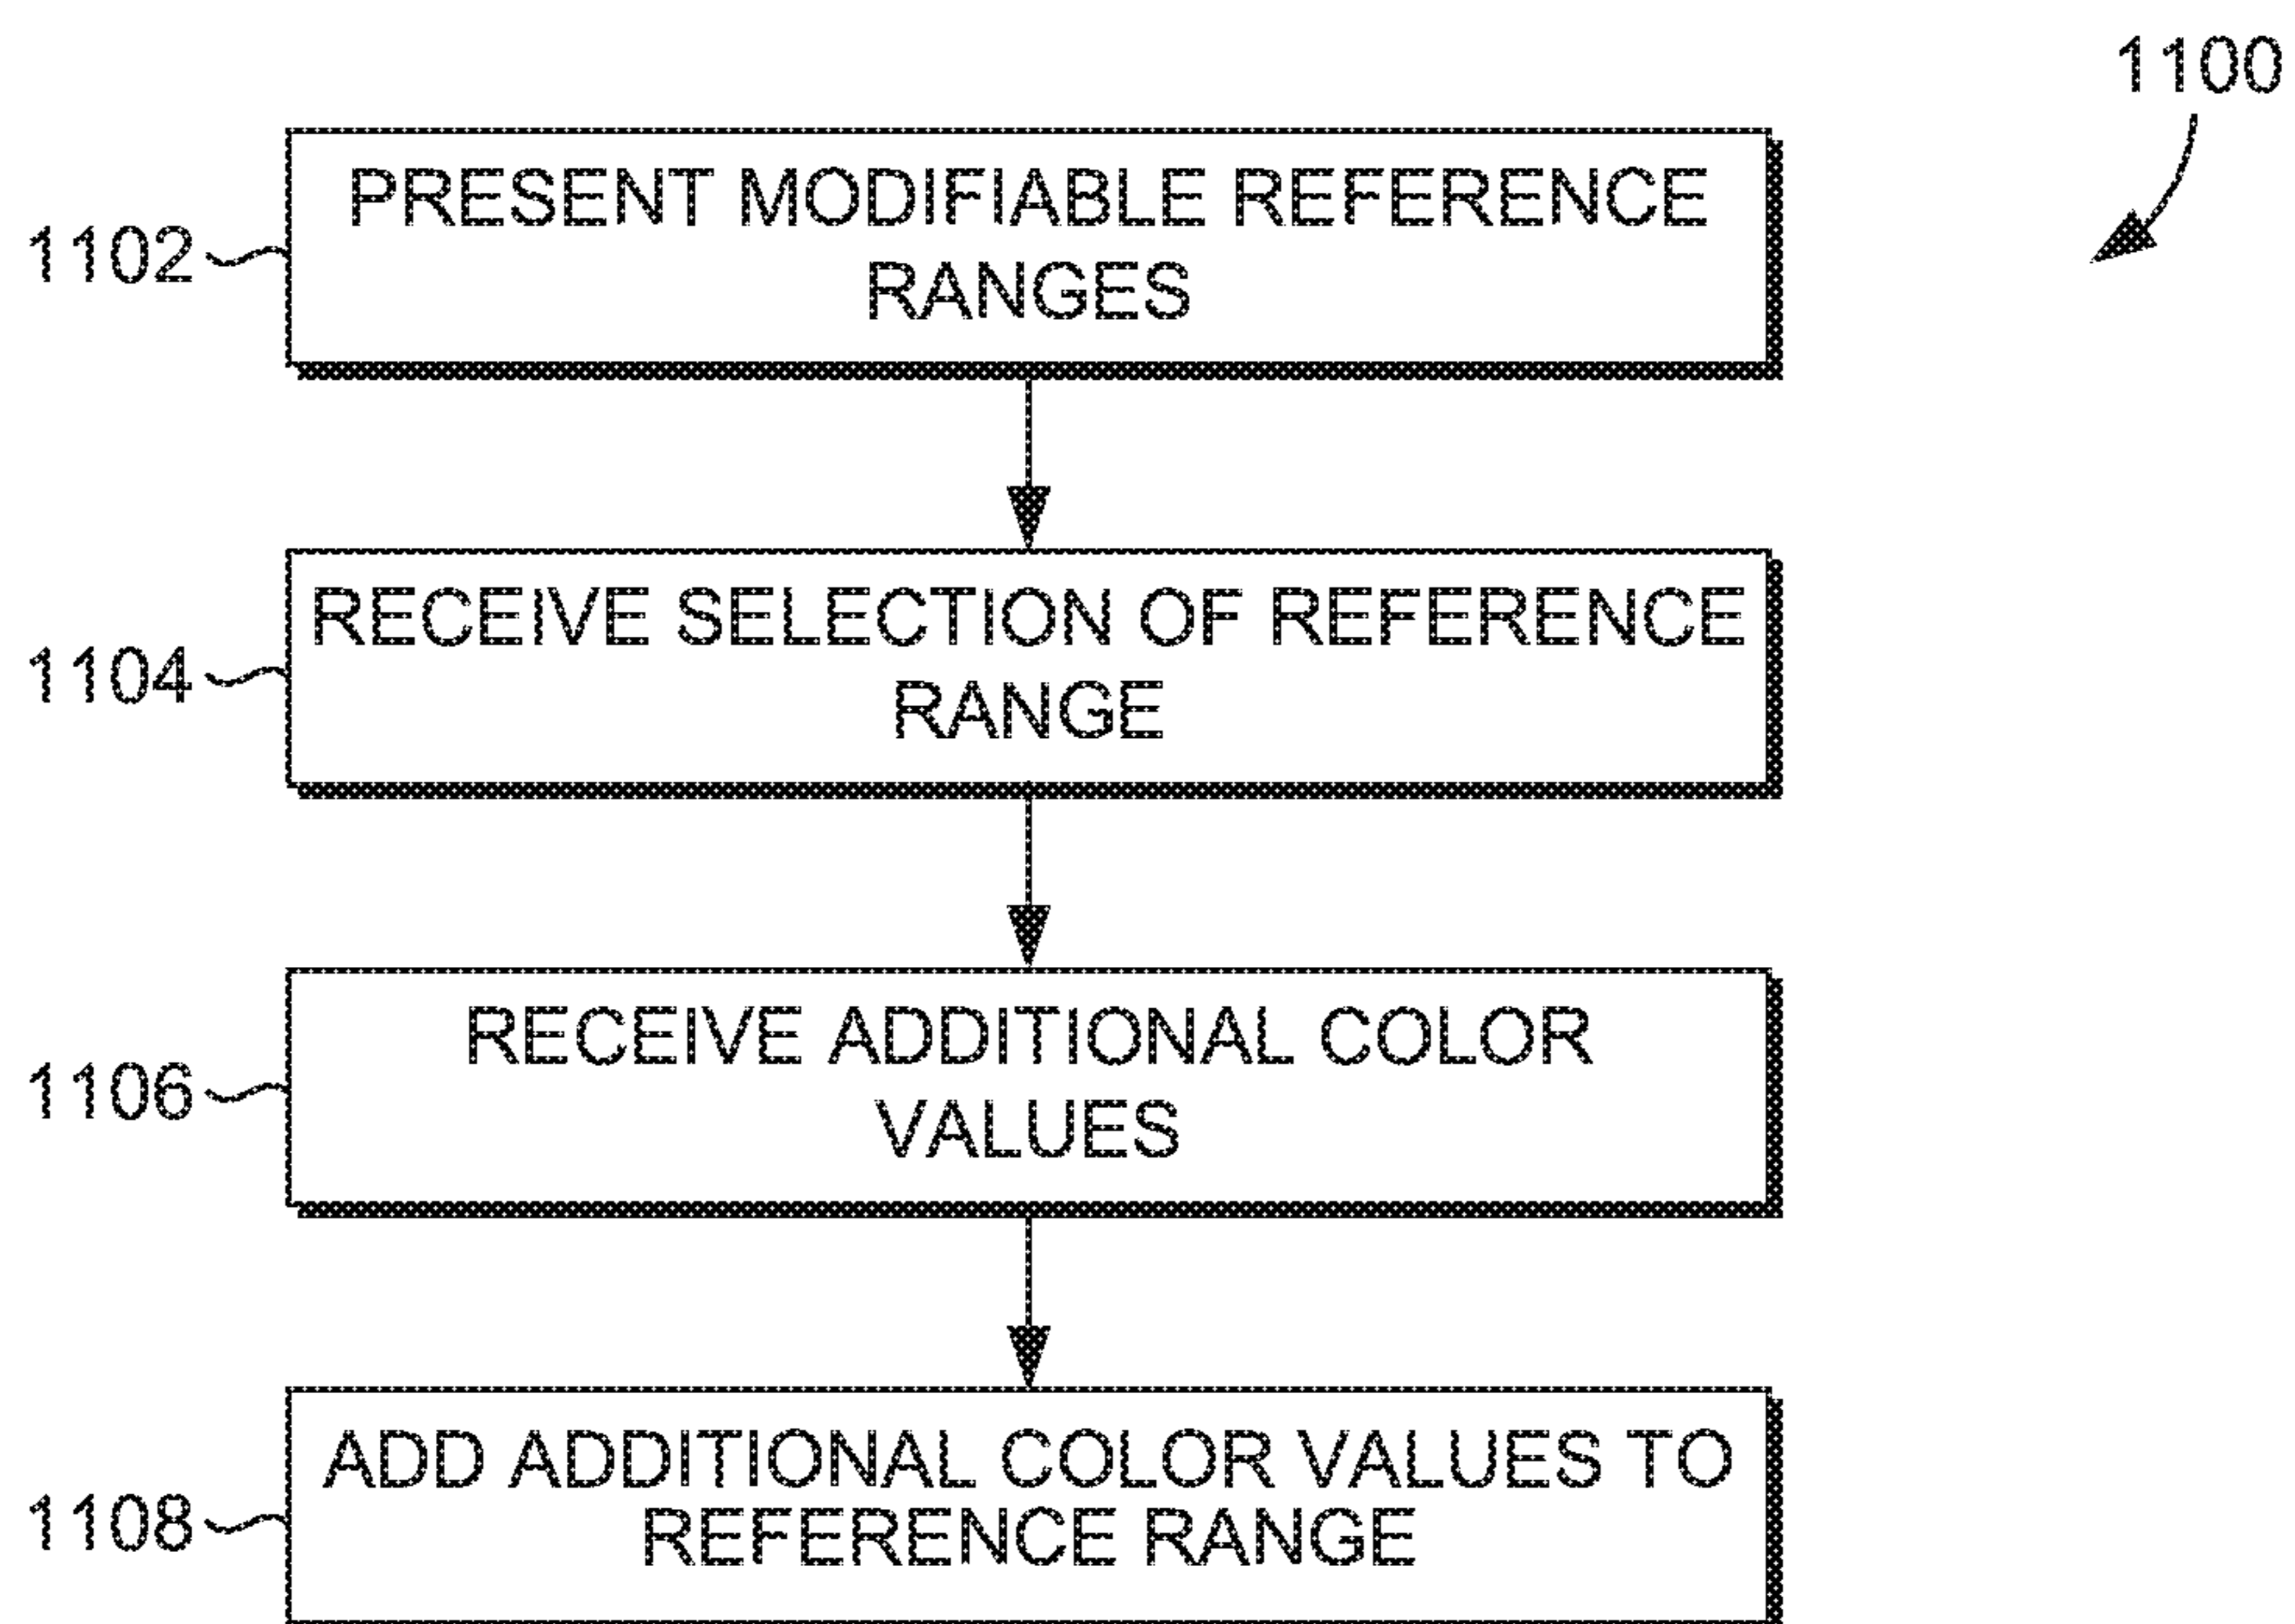 1100
PRESENT MODIFIABLE REFERENCE
RANGES
1102
RECEIVE SELECTION OF REFERENCE
RANGE
1104
RECEIVE ADDITIONAL COLOR
VALUES
1106
ADD ADDITIONAL COLOR VALUES TO
REFERENCE RANGE
1108